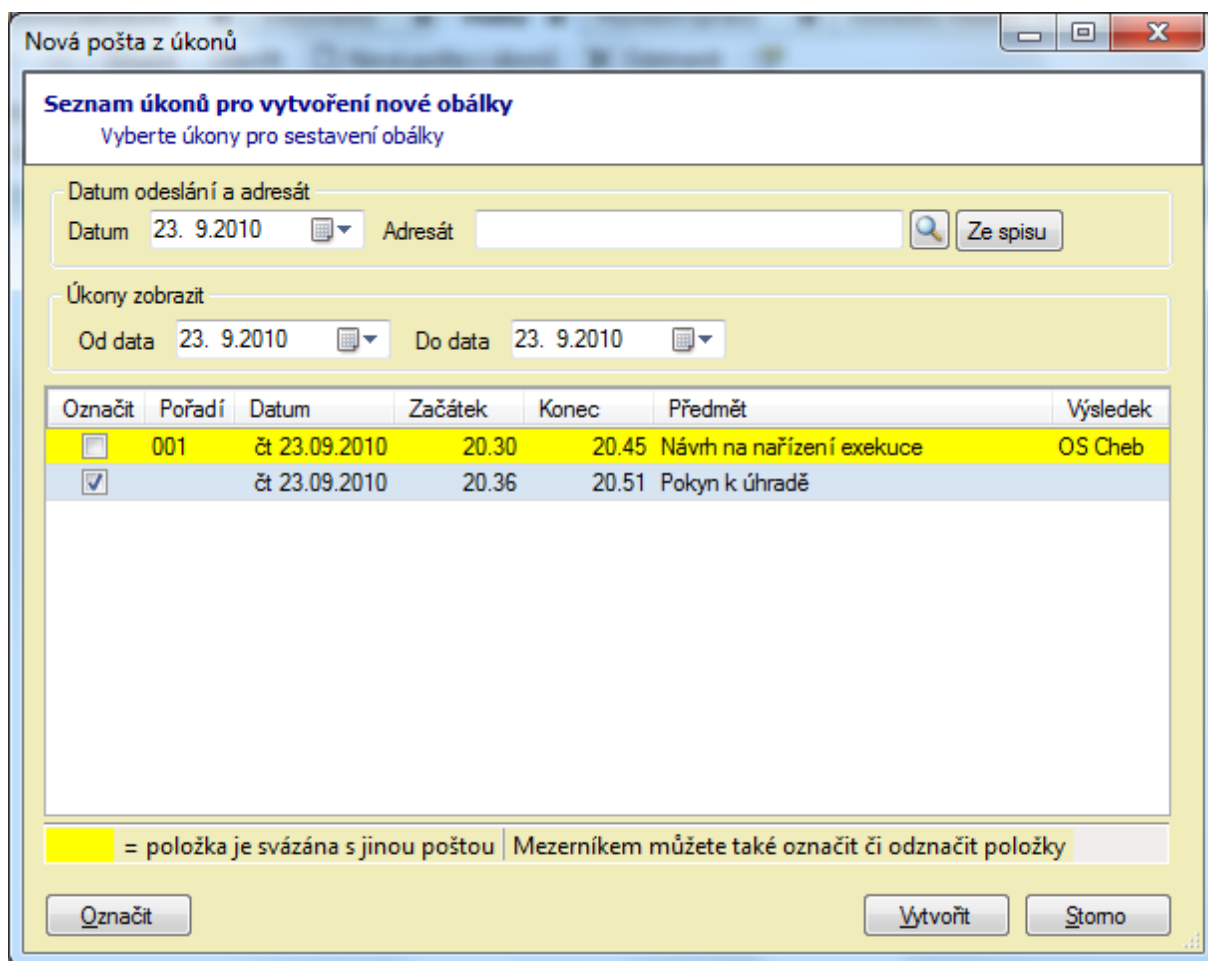 Nová pošta z úkonů
Seznam úkonů pro vytvoření nové obálky
Vyberte úkony pro sestavení obálky
Datum odeslání a adresát
Datum 23. 9.2010 Adresát Ze spisu
Úkony zobrazit
Od data 23. 9.2010 Do data 23. 9.2010
Označit Pořadí Datum Začátek Konec Předmět Výsledek
001 čt 23.09.2010 20.30 20.45 Návrh na nařízení exekuce OS Cheb
čt 23.09.2010 20.36 20.51 Pokyn k úhradě
= položka je svázána s jinou poštou Mezerníkem můžete také označit či odznačit položky
Označit Vytvořit Storno